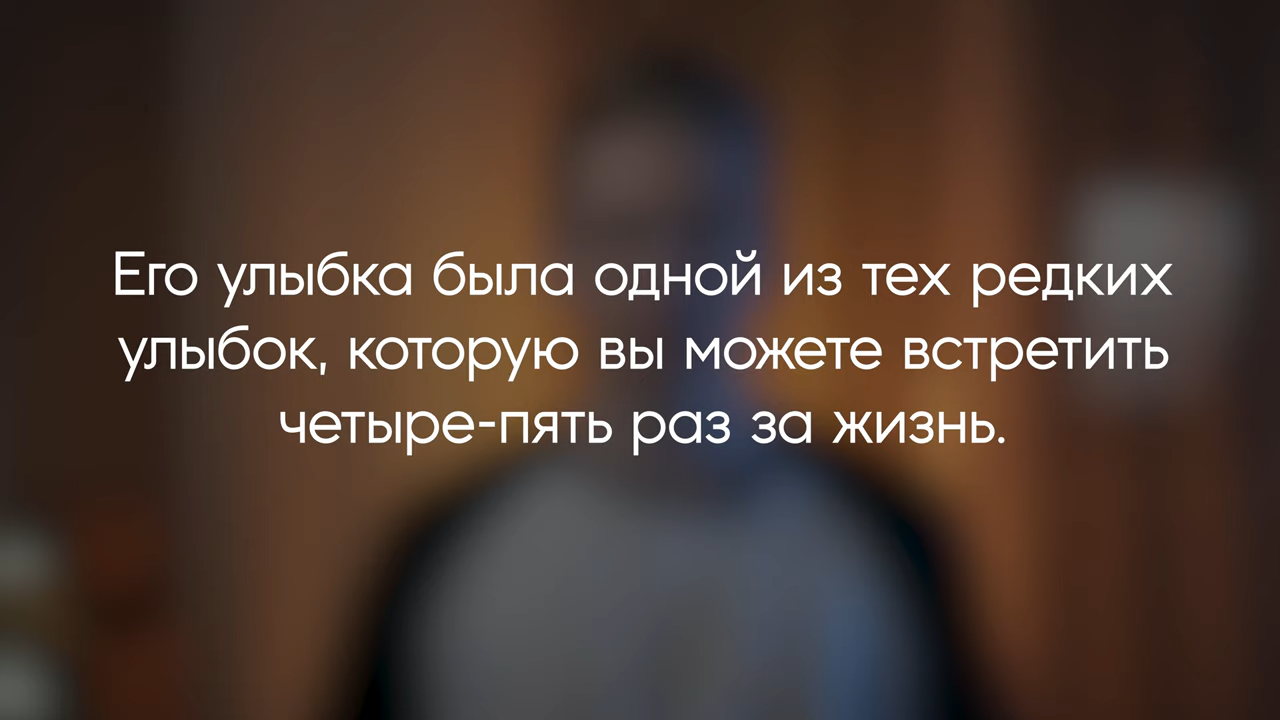 Его улыбка была одной из тех редких
улыбок, которую вы можете встретить
четыре-пять раз за жизнь.